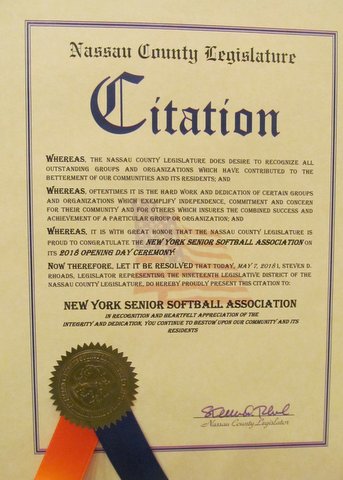 Nassau County Legislature
Citation
WHEREAS, THE NASSAU COUNTY LEGISLATURE DOES DESIRE TO RECOGNIZE ALL
OUTSTANDING GROUPS AND ORGANIZATIONS WHICH HAVE CONTRIBUTED TO THE
BETTERMENT OF OUR COMMUNITIES AND ITS RESIDENTS; AND
WHEREAS, OFTENTIMES IT IS THE HARD WORK AND DEDICATION OF CERTAIN GROUPS
AND ORGANIZATIONS WHICH EXEMPLIFY INDEPENDENCE, COMMITMENT AND CONCERN
FOR THEIR COMMUNITY AND FOR OTHERS WHICH INSURES THE COMBINED SUCCESS AND
ACHIEVEMENT OF A PARTICULAR GROUP OR ORGANIZATION; AND
WHEREAS, IT IS WITH GREAT HONOR THAT THE NASSAU COUNTY LEGISLATURE IS
PROUD TO CONGRATULATE THE NEW YORK SENIOR SOFTBALL ASSOCIATION ON
ITS 2018 OPENING DAY CEREMONY;
NOW THEREFORE, LET IT BE RESOLVED THAT TODAY, MAY 7, 2018 I, STEVEN D.
RHOADS, LEGISLATOR REPRESENTING THE NINETEENTH LEGISLATIVE DISTRICT OF THE
NASSAU COUNTY LEGISLATURE, DO HEREBY PROUDLY PRESENT THIS CITATION TO:
NEW YORK SENIOR SOFTBALL ASSOCIATION
IN RECOGNITION AND HEARTFELT APPRECIATION OF THE
INTEGRITY AND DEDICATION, YOU CONTINUE TO BESTOW UPON OUR COMMUNITY AND ITS
RESIDENTS
Nassau County Legislator